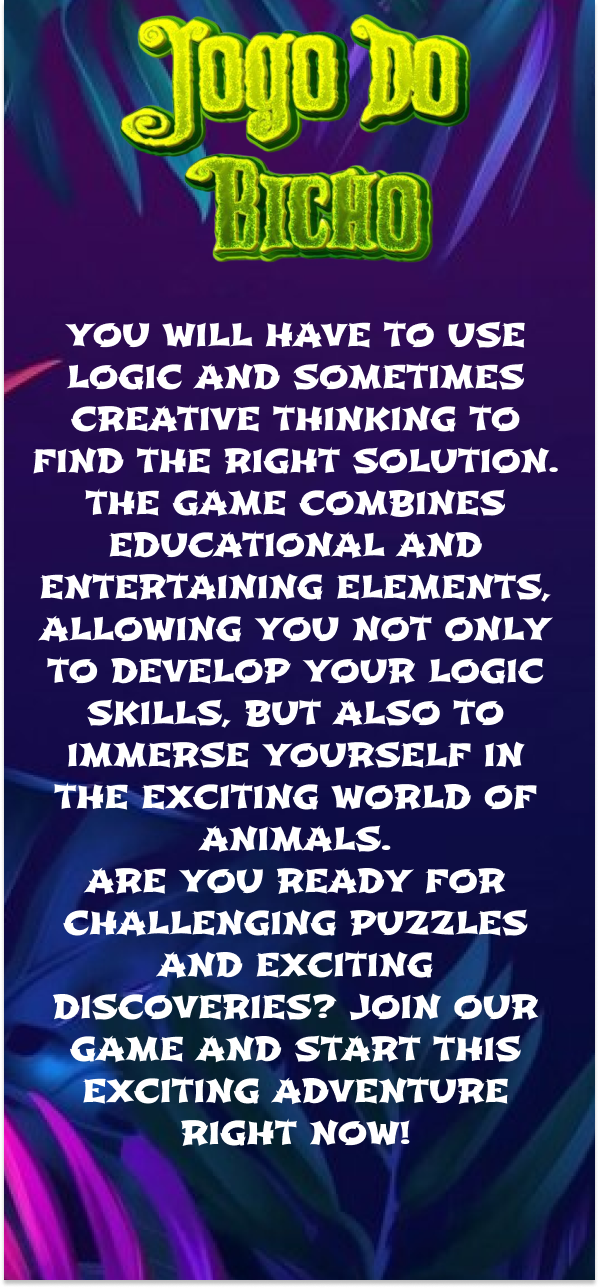 Jogo Do
Bicho
YOU WILL HAVE TO USE
LOGIC AND SOMETIMES
CREATIVE THINKING TO
FIND THE RIGHT SOLUTION.
THE GAME COMBINES
EDUCATIONAL AND
ENTERTAINING ELEMENTS,
ALLOWING YOU NOT ONLY
TO DEVELOP YOUR LOGIC
SKILLS, BUT ALSO TO
IMMERSE YOURSELF IN
THE EXCITING WORLD OF
ANIMALS.
ARE YOU READY FOR
CHALLENGING PUZZLES
AND EXCITING
DISCOVERIES? JOIN OUR
GAME AND START THIS
EXCITING ADVENTURE
RIGHT NOW!